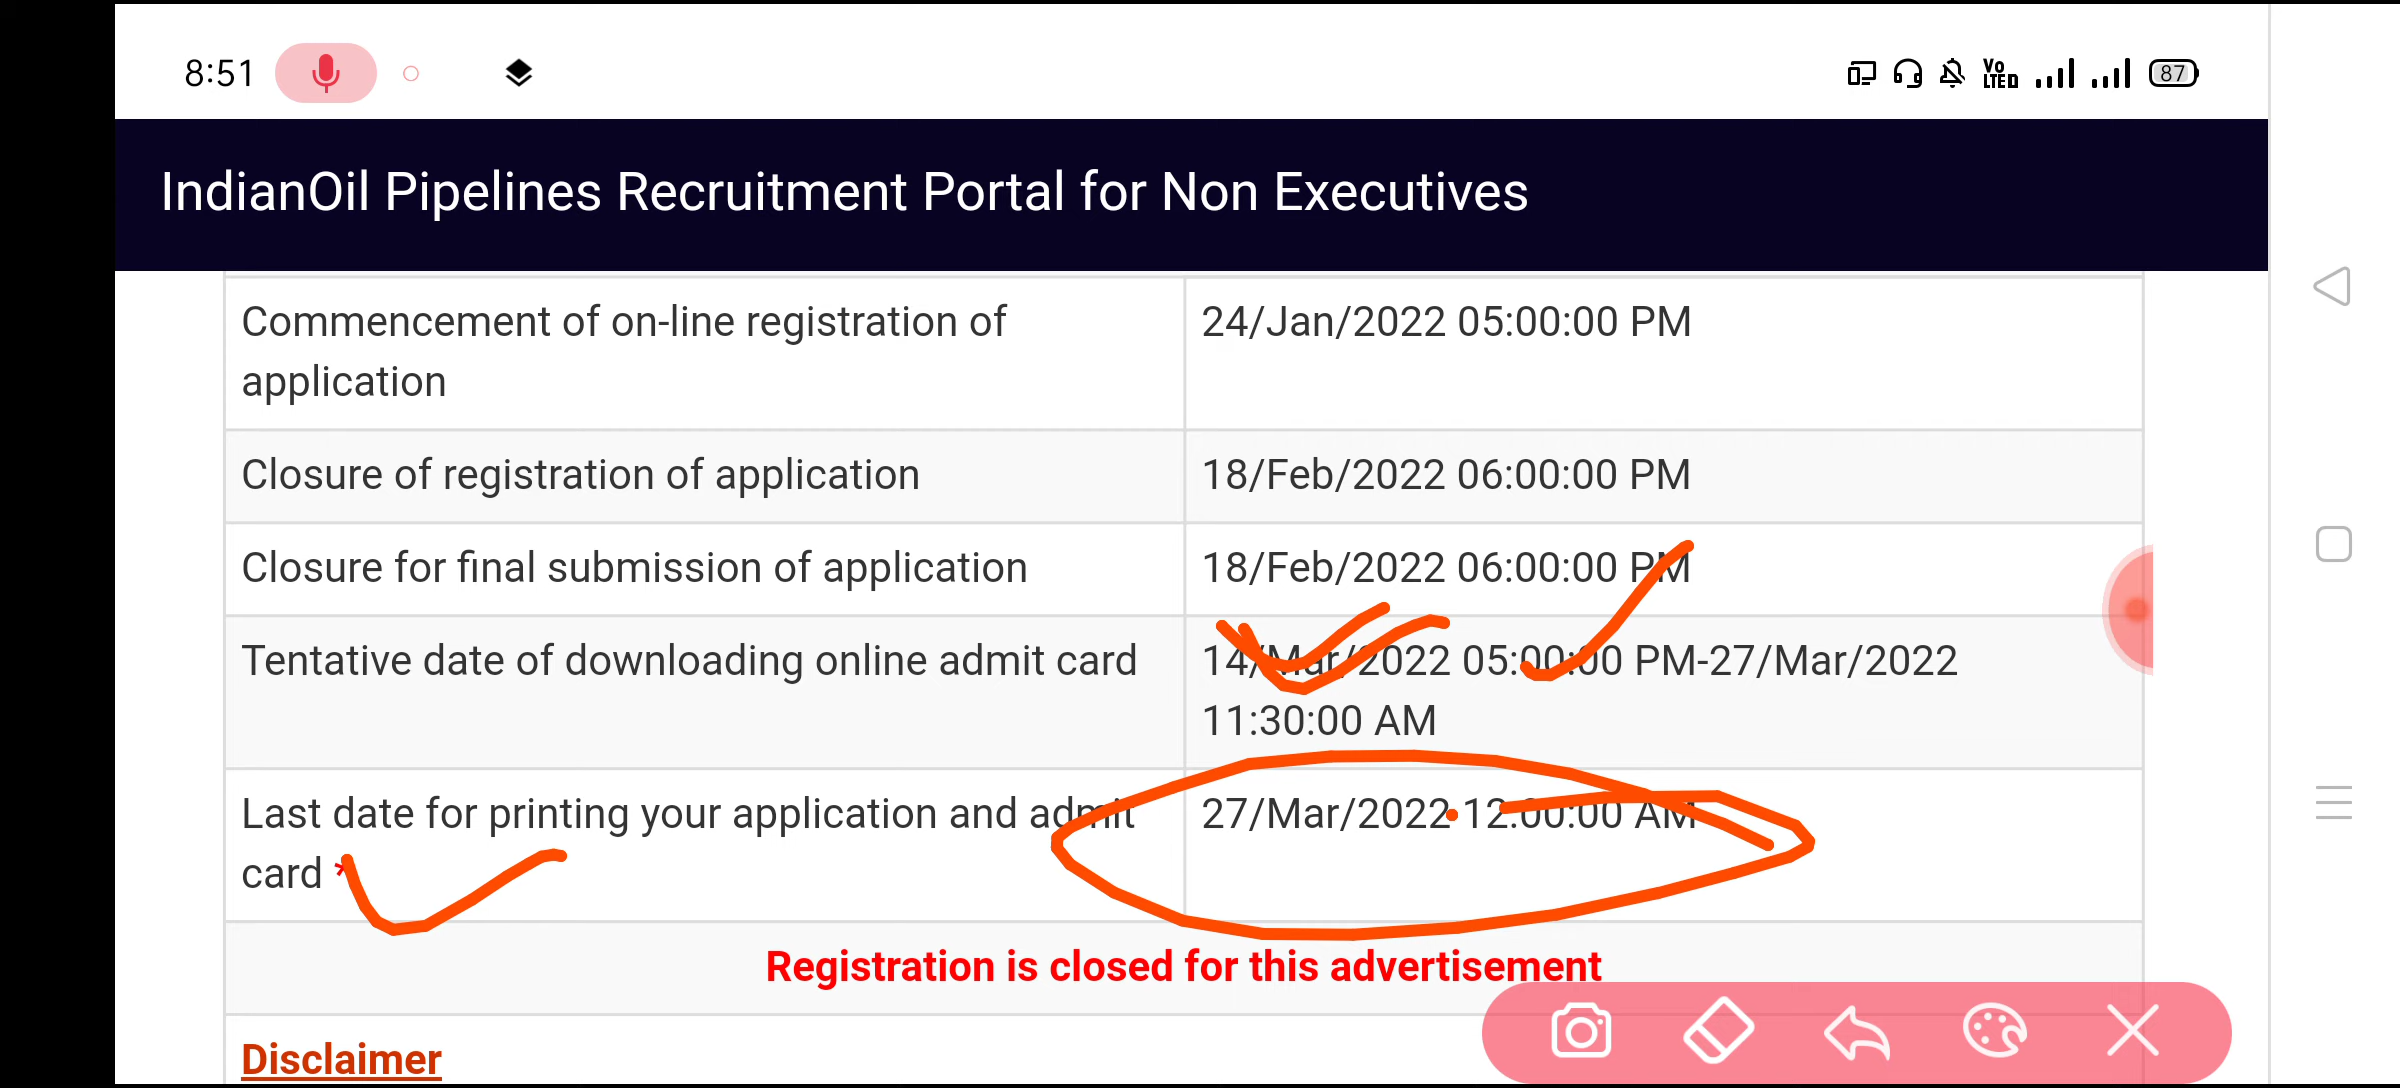 8:51
Vo LTE D
87
IndianOil Pipelines Recruitment Portal for Non Executives
Commencement of on-line registration of application
24/Jan/2022 05:00:00 PM
Closure of registration of application
18/Feb/2022 06:00:00 PM
Closure for final submission of application
18/Feb/2022 06:00:00 PM
Tentative date of downloading online admit card
14/Mar/2022 05:00:00 PM-27/Mar/2022
11:30:00 AM
Last date for printing your application and admit
card *
27/Mar/2022 12:00:00 AM
Registration is closed for this advertisement
Disclaimer